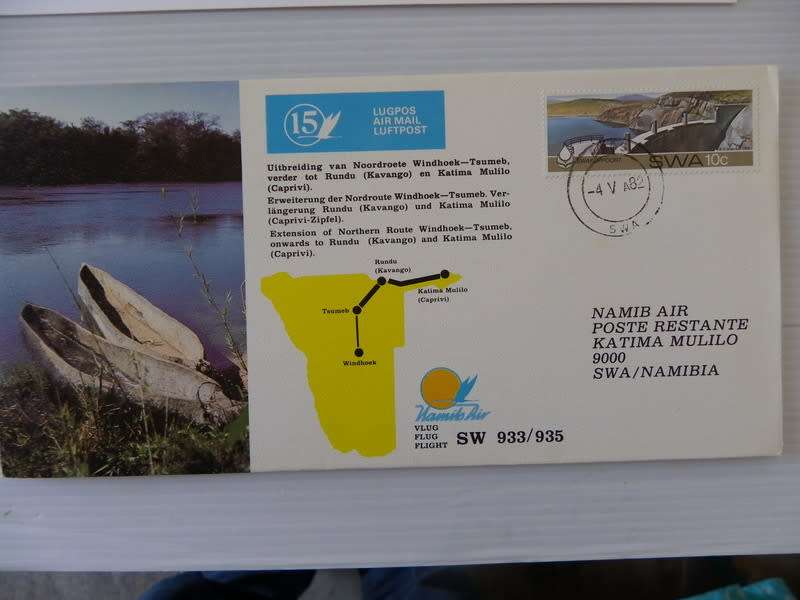 15
LUGPOS
AIR MAIL
LUFTPOST
Uitbreiding van Noordroete Windhoek—Tsumeb,
verder tot Rundu (Kavango) en Katima Mulilo
(Caprivi).
Erweiterung der Nordroute Windhoek—Tsumeb. Ver-
längerung Rundu (Kavango) und Katima Mulilo
(Caprivi-Zipfel).
Extension of Northern Route Windhoek—Tsumeb,
onwards to Rundu (Kavango) and Katima Mulilo
(Caprivi).
Rundu
(Kavango)
Katima Mulilo
(Caprivi)
Tsumeb
Windhoek
Namib Air
VLUG
FLUG
FLIGHT
SW 933/935
SWA 10c
-4 V A82
SWA
NAMIB AIR
POSTE RESTANTE
KATIMA MULILO
9000
SWA/NAMIBIA